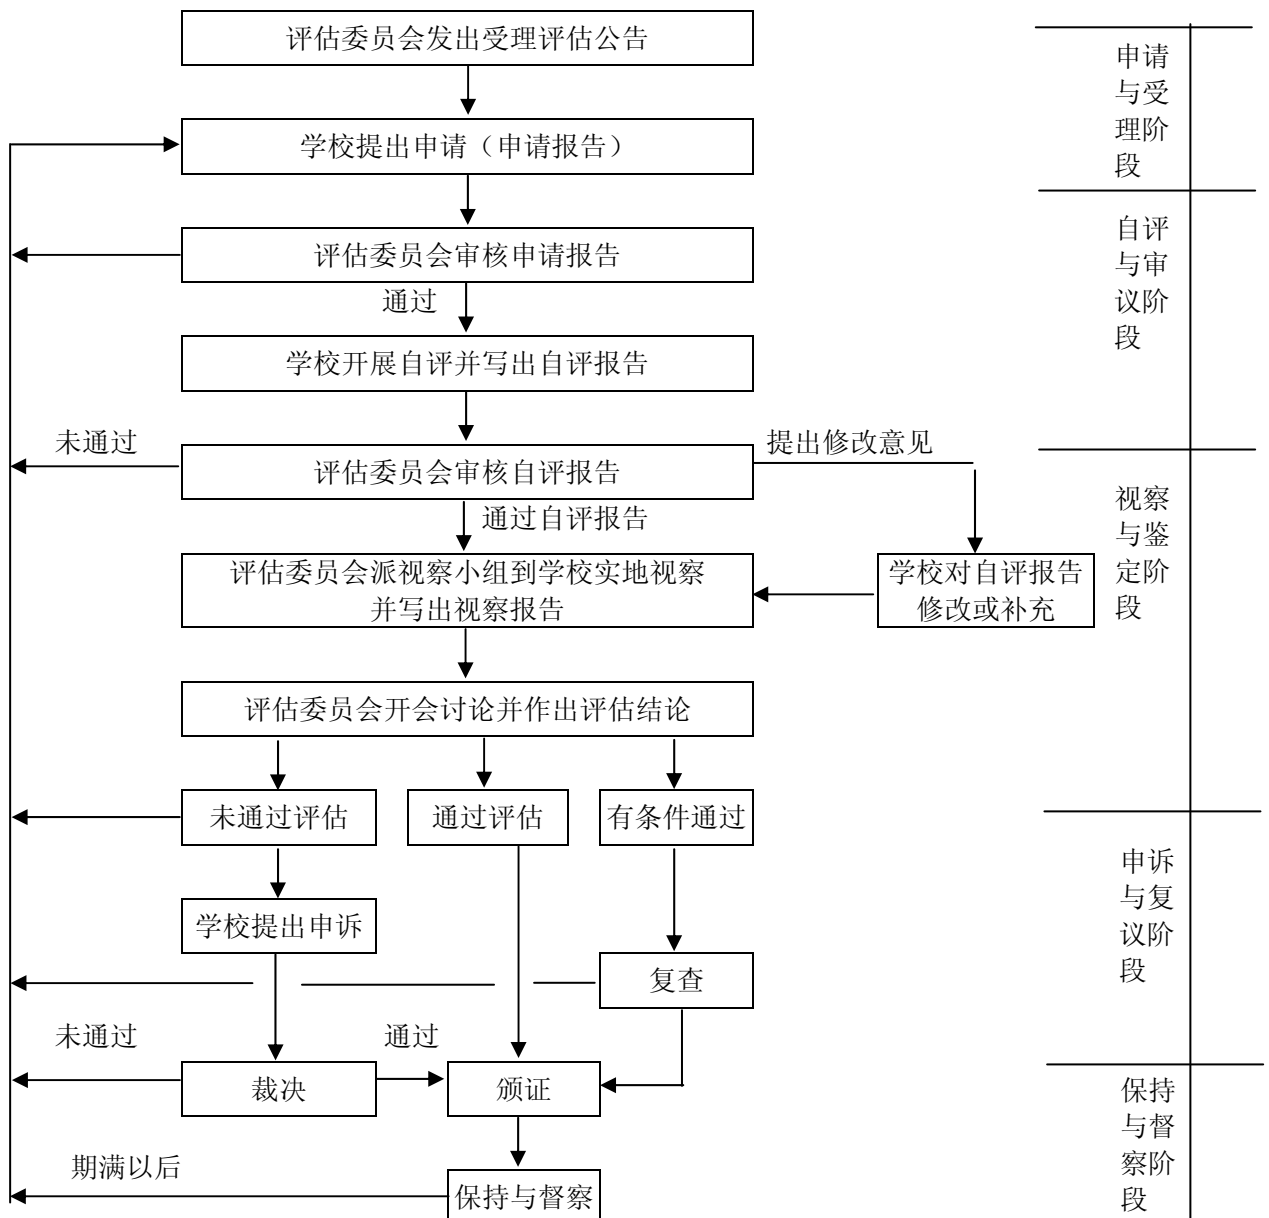 评估委员会发出受理评估公告
学校提出申请（申请报告）
评估委员会审核申请报告
通过
学校开展自评并写出自评报告
未通过
评估委员会审核自评报告
提出修改意见
通过自评报告
评估委员会派视察小组到学校实地视察
并写出视察报告
学校对自评报告
修改或补充
评估委员会开会讨论并作出评估结论
未通过评估
通过评估
有条件通过
学校提出申诉
复查
未通过
通过
裁决
颁证
期满以后
保持与督察
申请
与受
理阶
段
自评
与审
议阶
段
视察
与鉴
定阶
段
申诉
与复
议阶
段
保持
与督
察阶
段